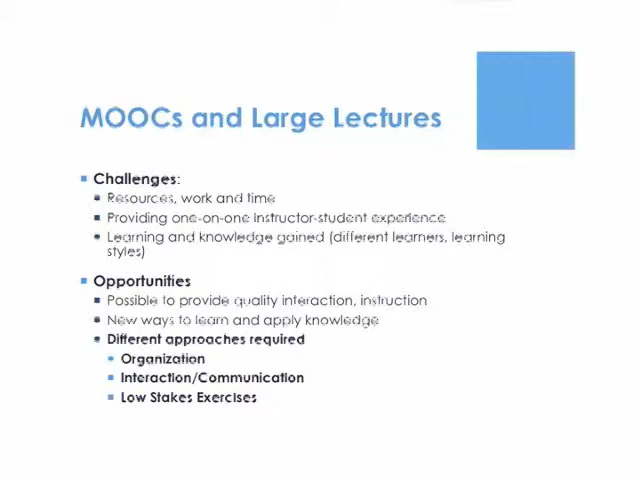 MOOCs and Large Lectures
Challenges:
Resources, work and time
Providing one-on-one instructor-student experience
Learning and knowledge gained (different learners, learning
styles)
Opportunities
Possible to provide quality interaction, instruction
New ways to learn and apply knowledge
Different approaches required
Organization
Interaction/Communication
Low Stakes Exercises